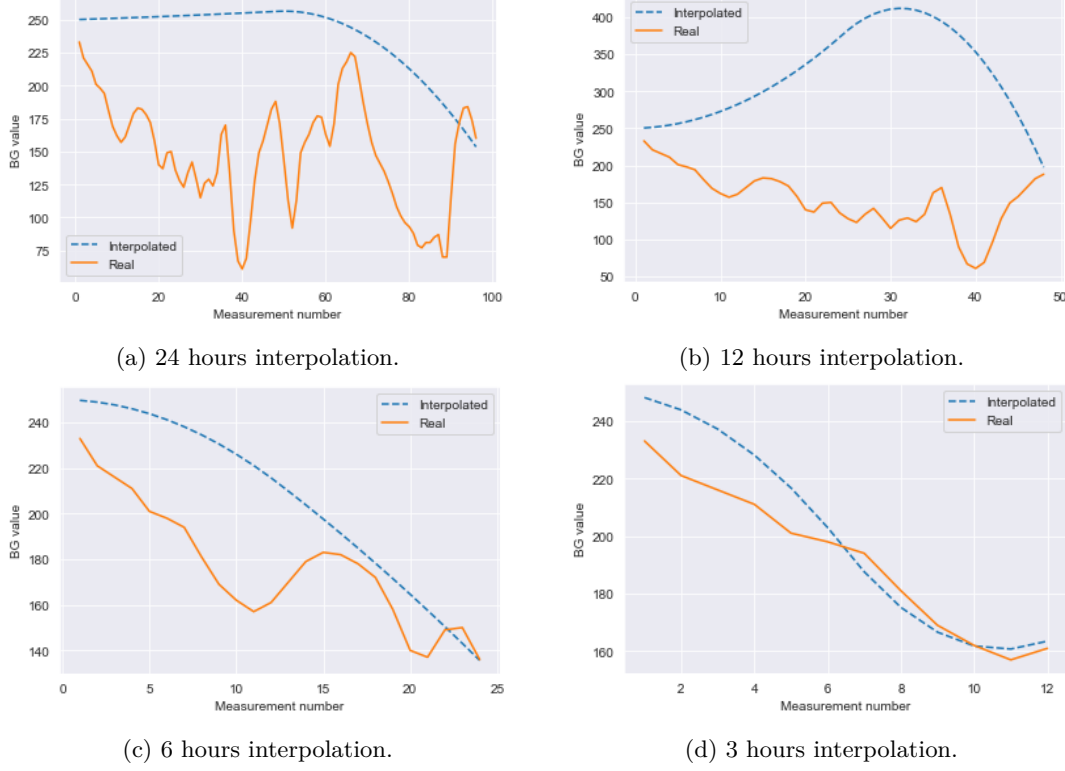 250
225
200
175
150
125
100
75
BG value
Interpolated
Real
0 20 40 60 80 100
Measurement number
(a) 24 hours interpolation.
400
350
300
250
200
150
100
50
BG value
Interpolated
Real
0 10 20 30 40 50
Measurement number
(b) 12 hours interpolation.
240
220
200
180
160
140
BG value
Interpolated
Real
0 5 10 15 20 25
Measurement number
(c) 6 hours interpolation.
240
220
200
180
160
BG value
Interpolated
Real
2 4 6 8 10 12
Measurement number
(d) 3 hours interpolation.